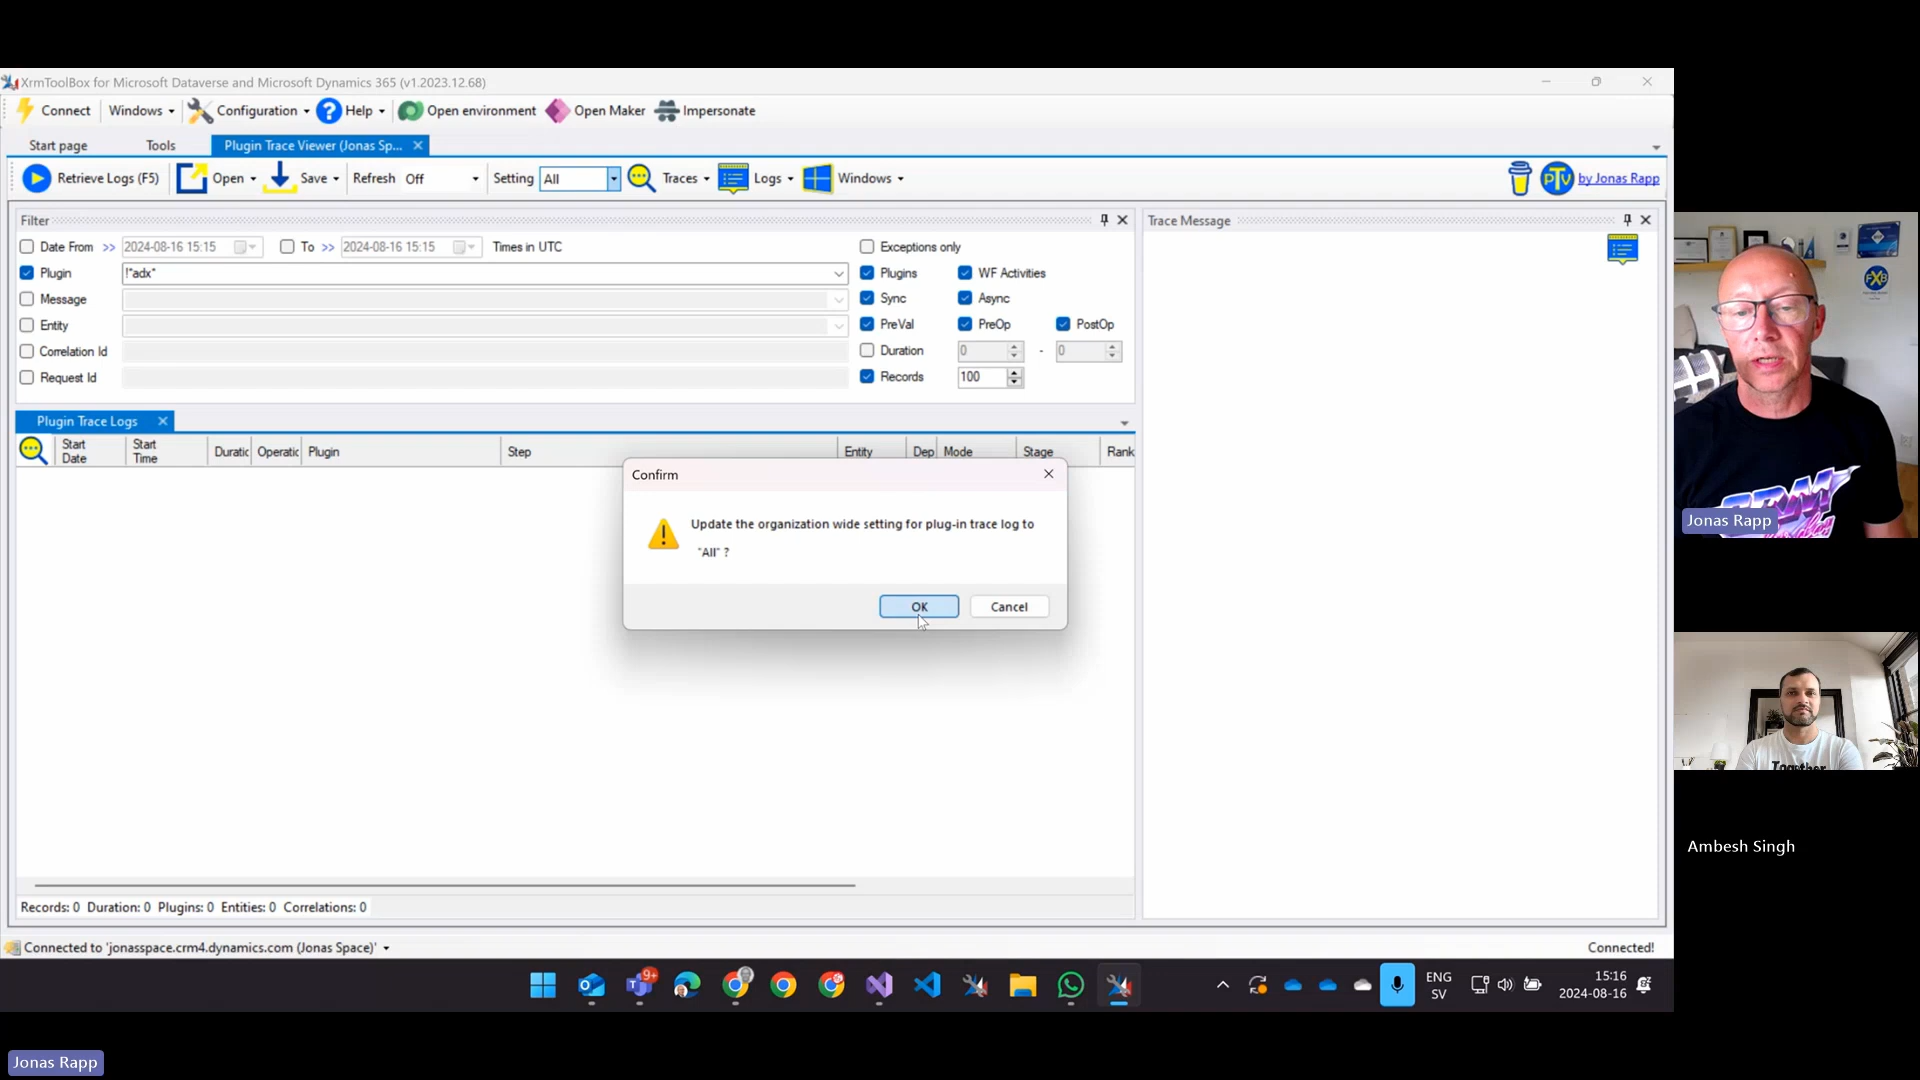 XrmToolBox for Microsoft Dataverse and Microsoft Dynamics 365 (v1.2023.12.68)
Connect Windows Configuration Help Open environment Open Maker Impersonate
Start page Tools Plugin Trace Viewer (Jonas Sp...
Retrieve Logs (F5) Open Save Refresh Off Setting All Traces Logs Windows PTV by Jonas Rapp
Filter
Date From >> 2024-08-16 15:15 To >> 2024-08-16 15:15 Times in UTC Exceptions only
Plugin !"adx" Plugins WF Activities
Message Sync Async
Entity PreVal PreOp PostOp
Correlation Id Duration 0 - 0
Request Id Records 100
Trace Message
Plugin Trace Logs
Start Date Start Time Duratic Operatic Plugin Step Entity Dep Mode Stage Rank
Confirm
Update the organization wide setting for plug-in trace log to
"All" ?
OK Cancel
Records: 0 Duration: 0 Plugins: 0 Entities: 0 Correlations: 0
Connected to 'jonasspace.crm4.dynamics.com (Jonas Space)' Connected!
9+
ENG
SV
15:16
2024-08-16
FXB
CRM
Jonas Rapp
Together
Ambesh Singh
Jonas Rapp